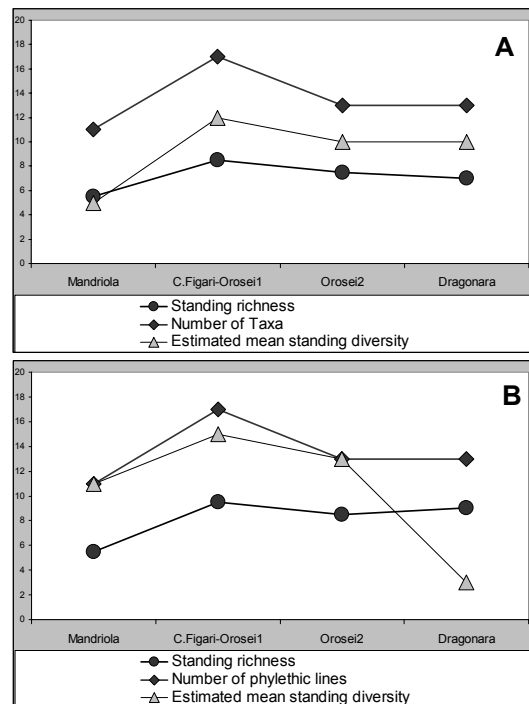 20
A
18
16
14
12
10
8
6
4
2
0
Mandriola C.Figari-Orosei1 Orosei2 Dragonara
Standing richness
Number of Taxa
Estimated mean standing diversity
20
B
18
16
14
12
10
8
6
4
2
0
Mandriola C.Figari-Orosei1 Orosei2 Dragonara
Standing richness
Number of phylethic lines
Estimated mean standing diversity